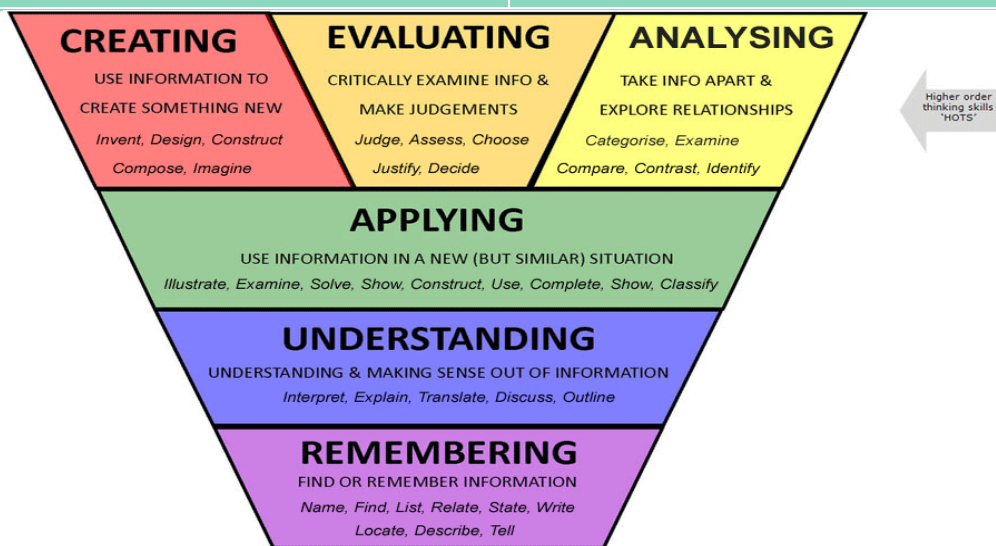 CREATING
USE INFORMATION TO
CREATE SOMETHING NEW
Invent, Design, Construct
Compose, Imagine
EVALUATING
CRITICALLY EXAMINE INFO &
MAKE JUDGEMENTS
Judge, Assess, Choose
Justify, Decide
ANALYSING
TAKE INFO APART &
EXPLORE RELATIONSHIPS
Categorise, Examine
Compare, Contrast, Identify
Higher order
thinking skills
'HOTS'
APPLYING
USE INFORMATION IN A NEW (BUT SIMILAR) SITUATION
Illustrate, Examine, Solve, Show, Construct, Use, Complete, Show, Classify
UNDERSTANDING
UNDERSTANDING & MAKING SENSE OUT OF INFORMATION
Interpret, Explain, Translate, Discuss, Outline
REMEMBERING
FIND OR REMEMBER INFORMATION
Name, Find, List, Relate, State, Write
Locate, Describe, Tell